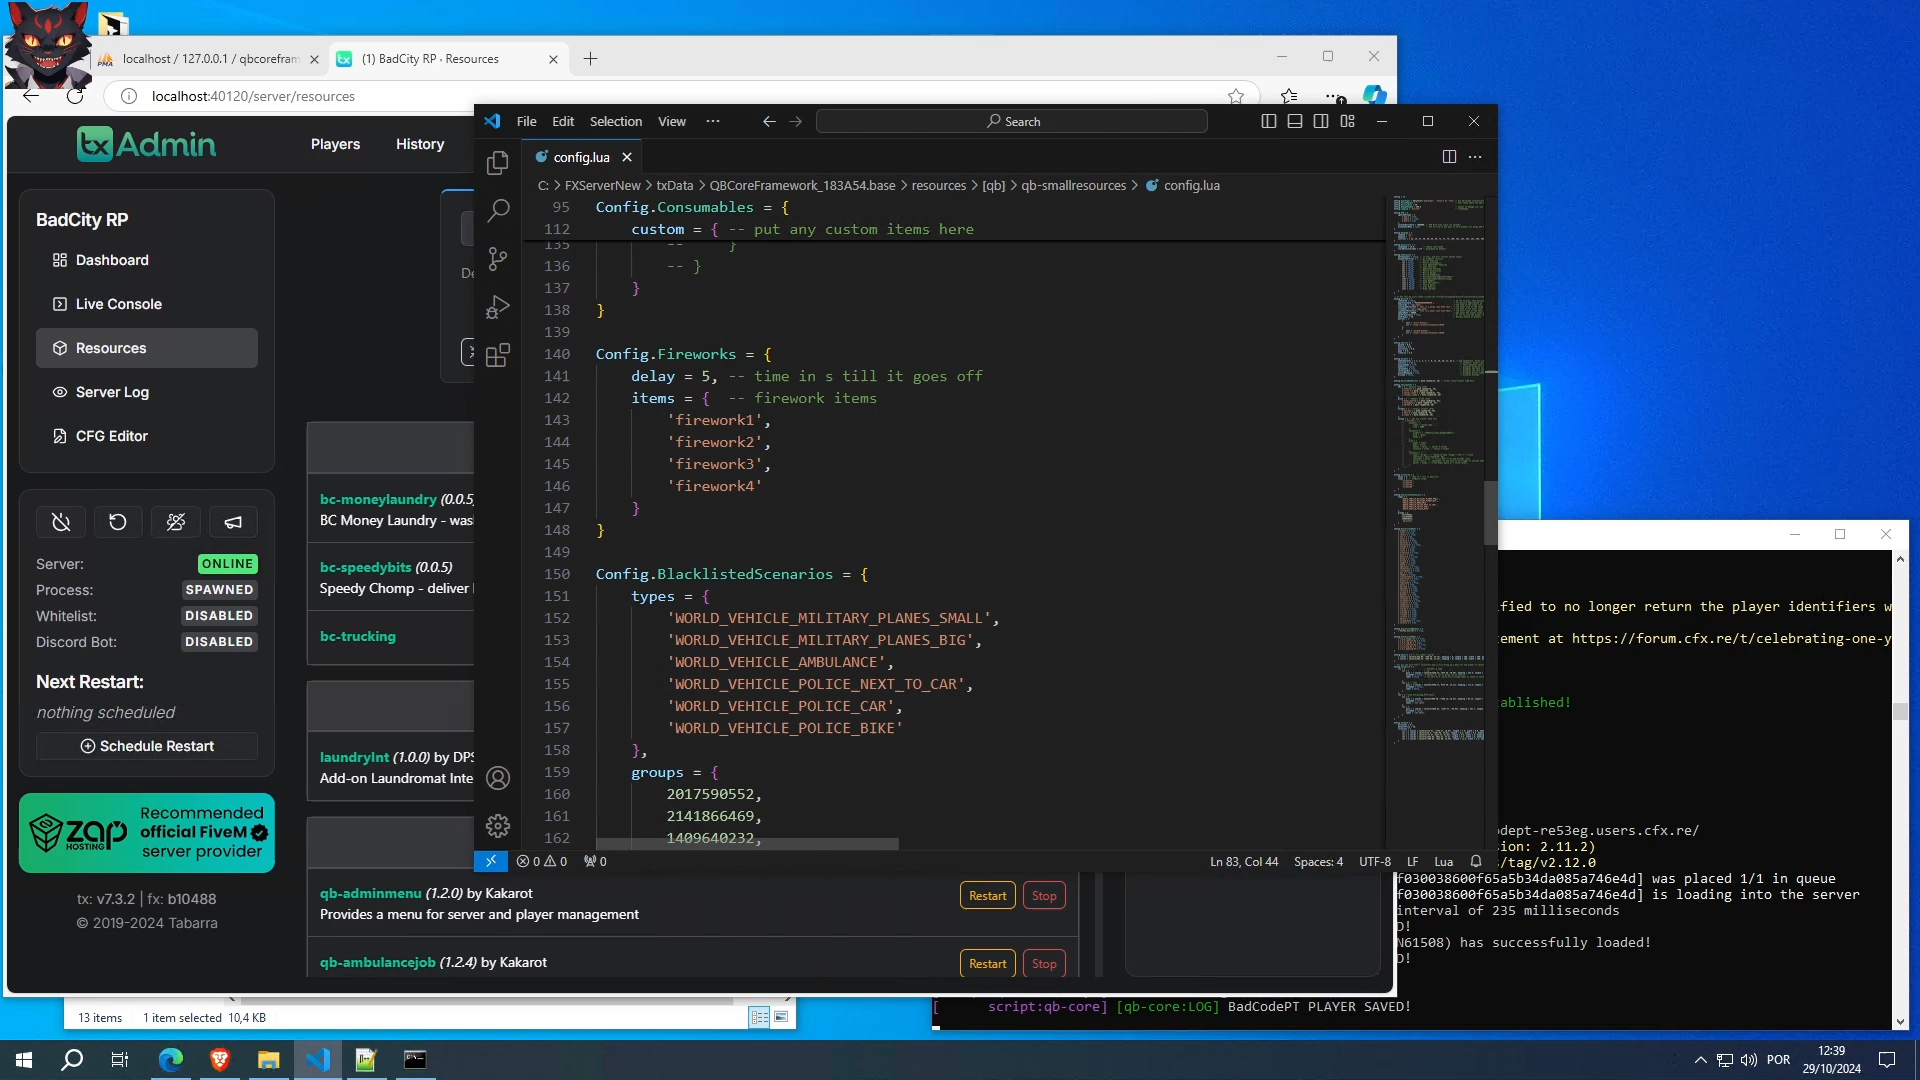 localhost / 127.0.0.1 / qbcorefram
(1) BadCity RP - Resources
localhost:40120/server/resources
txAdmin
Players
History
BadCity RP
Dashboard
Live Console
Resources
Server Log
CFG Editor
Server: ONLINE
Process: SPAWNED
Whitelist: DISABLED
Discord Bot: DISABLED
Next Restart:
nothing scheduled
Schedule Restart
ZAP HOSTING
Recommended
official FiveM
server provider
tx: v7.3.2 | fx: b10488
© 2019-2024 Tabarra
De
bc-moneylaundry (0.0.5)
BC Money Laundry - was
bc-speedybits (0.0.5)
Speedy Chomp - deliver
bc-trucking
laundryInt (1.0.0) by DPS
Add-on Laundromat Inte
qb-adminmenu (1.2.0) by Kakarot
Provides a menu for server and player management
Restart Stop
qb-ambulancejob (1.2.4) by Kakarot
Restart Stop
File Edit Selection View ···
Search
config.lua
C: > FXServerNew > txData > QBCoreFramework_183A54.base > resources > [qb] > qb-smallresources > config.lua
95 Config.Consumables = {
112 custom = { -- put any custom items here
135 -- }
136 -- }
137 }
138 }
139
140 Config.Fireworks = {
141 delay = 5, -- time in s till it goes off
142 items = { -- firework items
143 'firework1',
144 'firework2',
145 'firework3',
146 'firework4'
147 }
148 }
149
150 Config.BlacklistedScenarios = {
151 types = {
152 'WORLD_VEHICLE_MILITARY_PLANES_SMALL',
153 'WORLD_VEHICLE_MILITARY_PLANES_BIG',
154 'WORLD_VEHICLE_AMBULANCE',
155 'WORLD_VEHICLE_POLICE_NEXT_TO_CAR',
156 'WORLD_VEHICLE_POLICE_CAR',
157 'WORLD_VEHICLE_POLICE_BIKE'
158 },
159 groups = {
160 2017590552,
161 2141866469,
162 1409640232,
0 0 0
Ln 83, Col 44 Spaces: 4 UTF-8 LF Lua
fied to no longer return the player identifiers w
ement at https://forum.cfx.re/t/celebrating-one-y
ablished!
odept-re53eg.users.cfx.re/
sion: 2.11.2)
s/tag/v2.12.0
f030038600f65a5b34da085a746e4d] was placed 1/1 in queue
f030038600f65a5b34da085a746e4d] is loading into the server
interval of 235 milliseconds
D!
N61508) has successfully loaded!
D!
[ script:qb-core] [qb-core:LOG] BadCodePT PLAYER SAVED!
13 items 1 item selected 10,4 KB
POR
12:39
29/10/2024